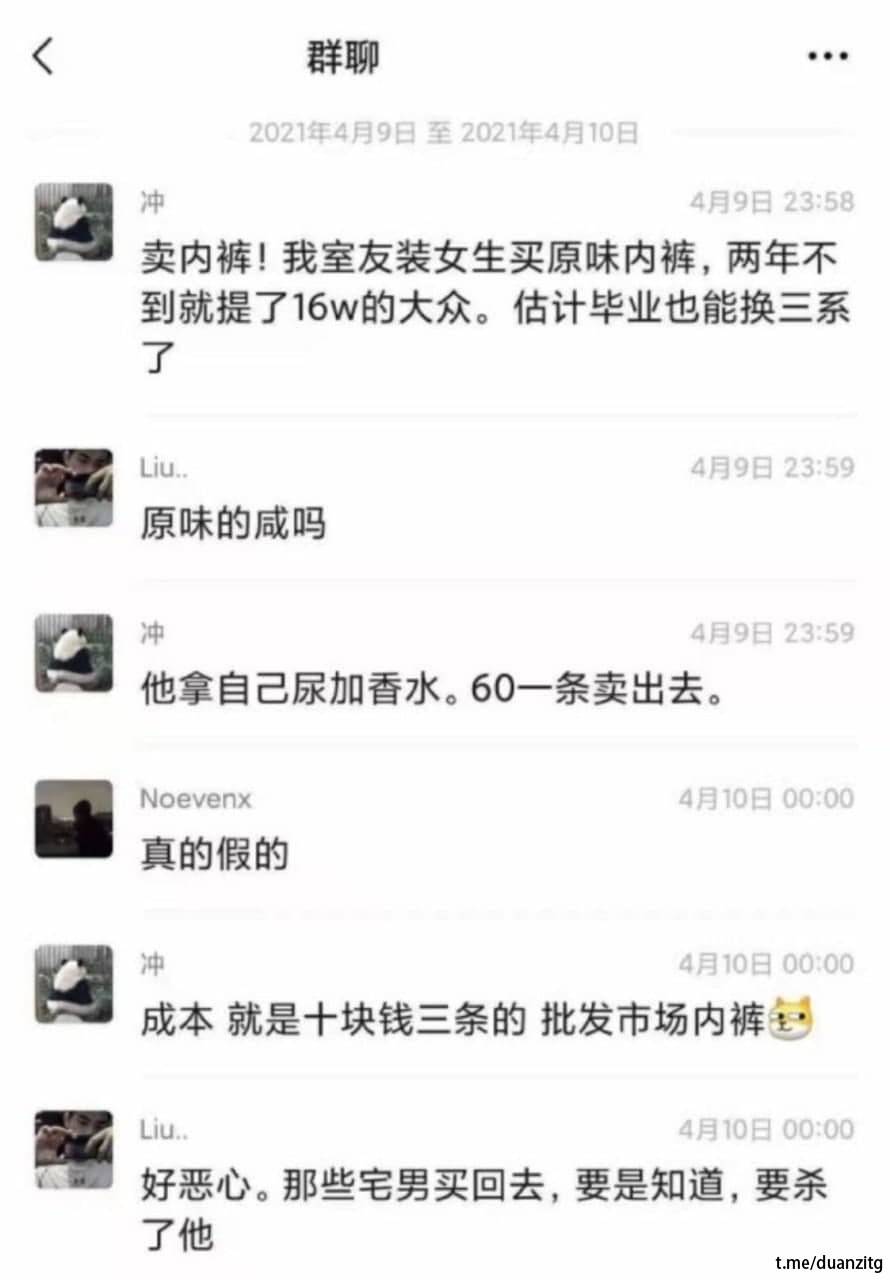 群聊
2021年4月9日 至 2021年4月10日
冲
4月9日 23:58
卖内裤！我室友装女生买原味内裤，两年不
到就提了16w的大众。估计毕业也能换三系
了
Liu..
4月9日 23:59
原味的咸吗
冲
4月9日 23:59
他拿自己尿加香水。60一条卖出去。
Noevenx
4月10日 00:00
真的假的
冲
4月10日 00:00
成本 就是十块钱三条的 批发市场内裤
Liu..
4月10日 00:00
好恶心。那些宅男买回去，要是知道，要杀
了他
t.me/duanzitg